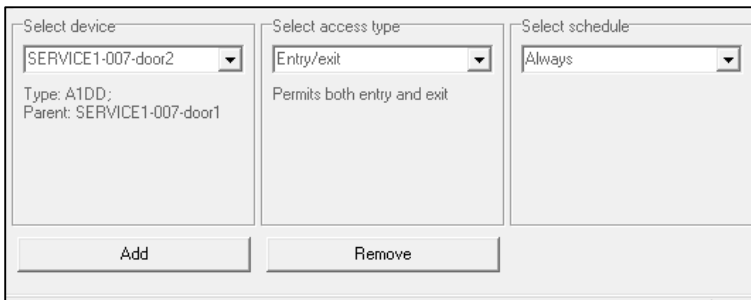 Select device
SERVICE1-007-door2
Type: A1DD;
Parent: SERVICE1-007-door1
Select access type
Entry/exit
Permits both entry and exit
Select schedule
Always
Add
Remove